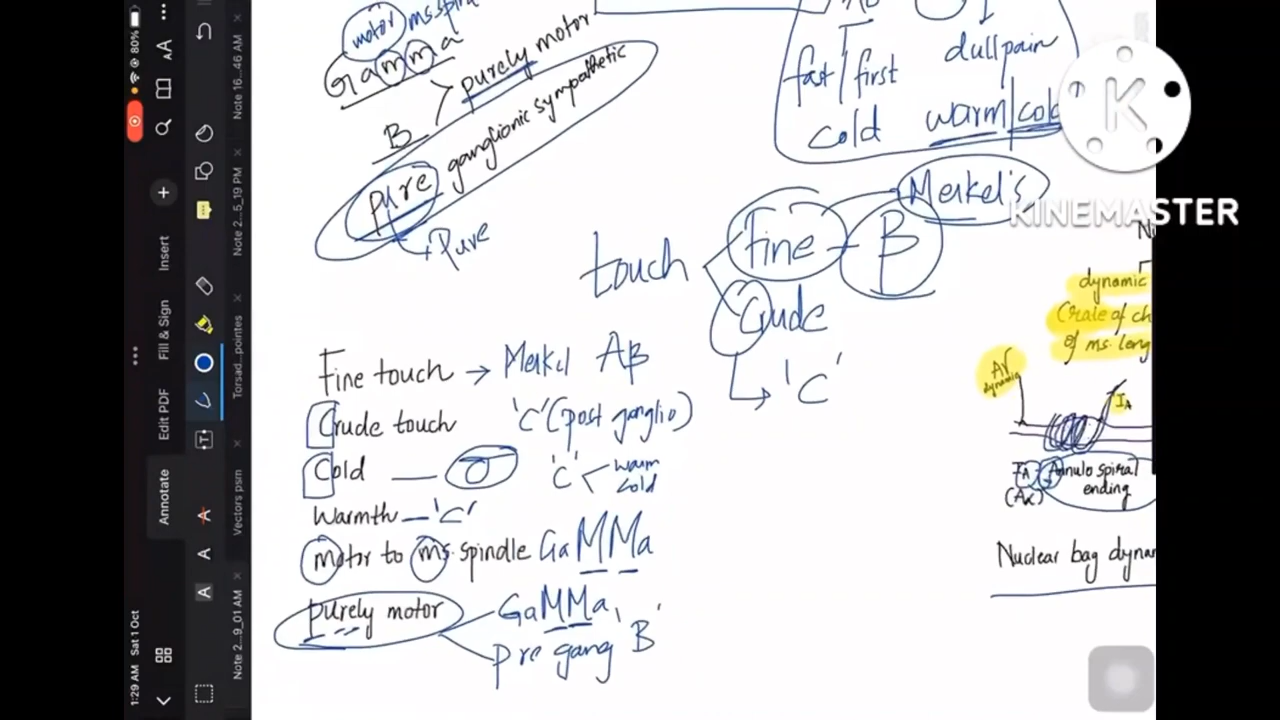 motor ms.spin
Gamma
B > purely motor
pure ganglionic sympathetic
Pure
fast/first
cold
dull pain
warm/cold
Merkel's
KINEMASTER
touch
Fine - B
Crude
'C'
Fine touch → Merkel Aβ
Crude touch 'C' (post ganglio)
Cold — δ 'C' < warm
cold
Warmth — 'C'
motor to ms. spindle GaMMa
purely motor GaMMa,
Pre gang 'B'
dynamic
(rate of ch
of ms. leng
Aγ
dynamic
IA
IA → Annulo spiral
(Aα) ending
Nuclear bag dynam
80%
AA
Insert
Fill & Sign
Edit PDF
Annotate
1:29 AM Sat 1 Oct
T
A
A
A
Note 16...46 AM
Note 2...5_19 PM
Torsad...pointes
Vectors psm
Note 2...9_01 AM